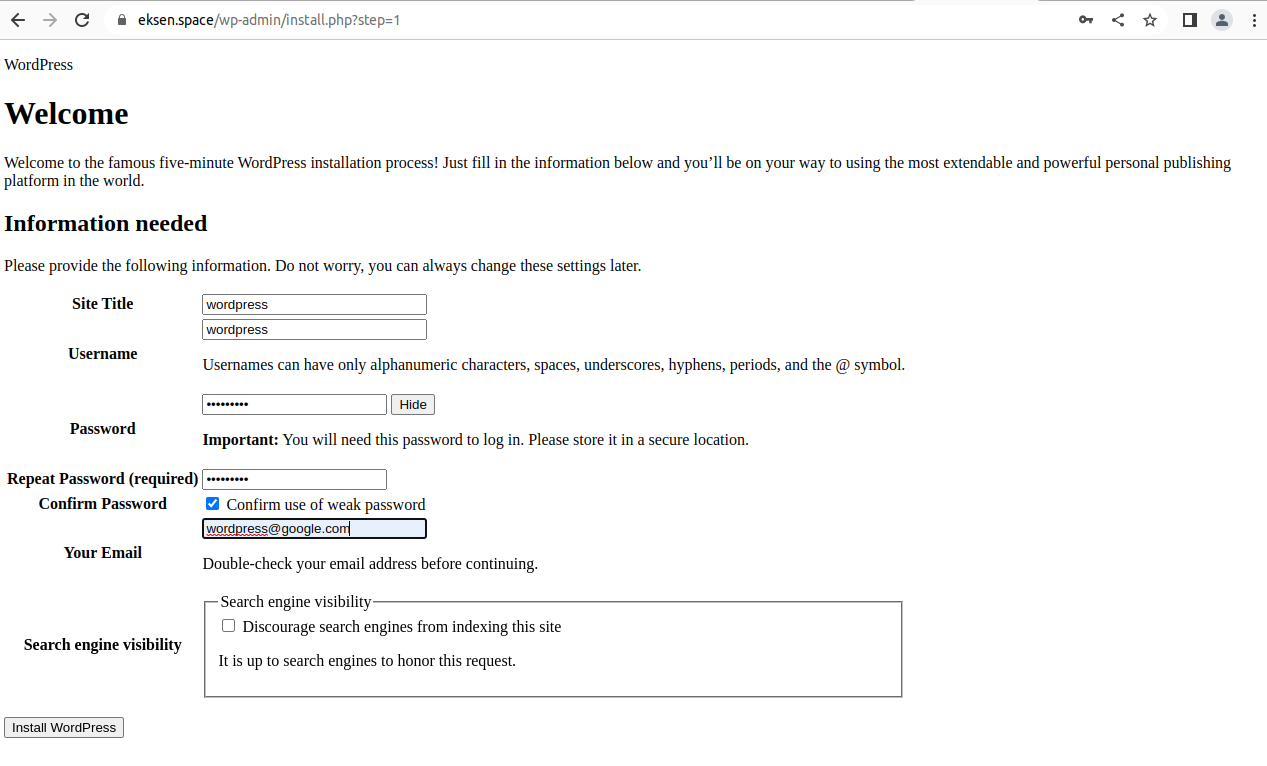 eksen.space/wp-admin/install.php?step=1
WordPress
Welcome
Welcome to the famous five-minute WordPress installation process! Just fill in the information below and you’ll be on your way to using the most extendable and powerful personal publishing
platform in the world.
Information needed
Please provide the following information. Do not worry, you can always change these settings later.
Site Title wordpress
wordpress
Username
Usernames can have only alphanumeric characters, spaces, underscores, hyphens, periods, and the @ symbol.
••••••••• Hide
Password
Important: You will need this password to log in. Please store it in a secure location.
Repeat Password (required) •••••••••
Confirm Password Confirm use of weak password
wordpress@google.com
Your Email
Double-check your email address before continuing.
Search engine visibility
Discourage search engines from indexing this site
Search engine visibility
It is up to search engines to honor this request.
Install WordPress